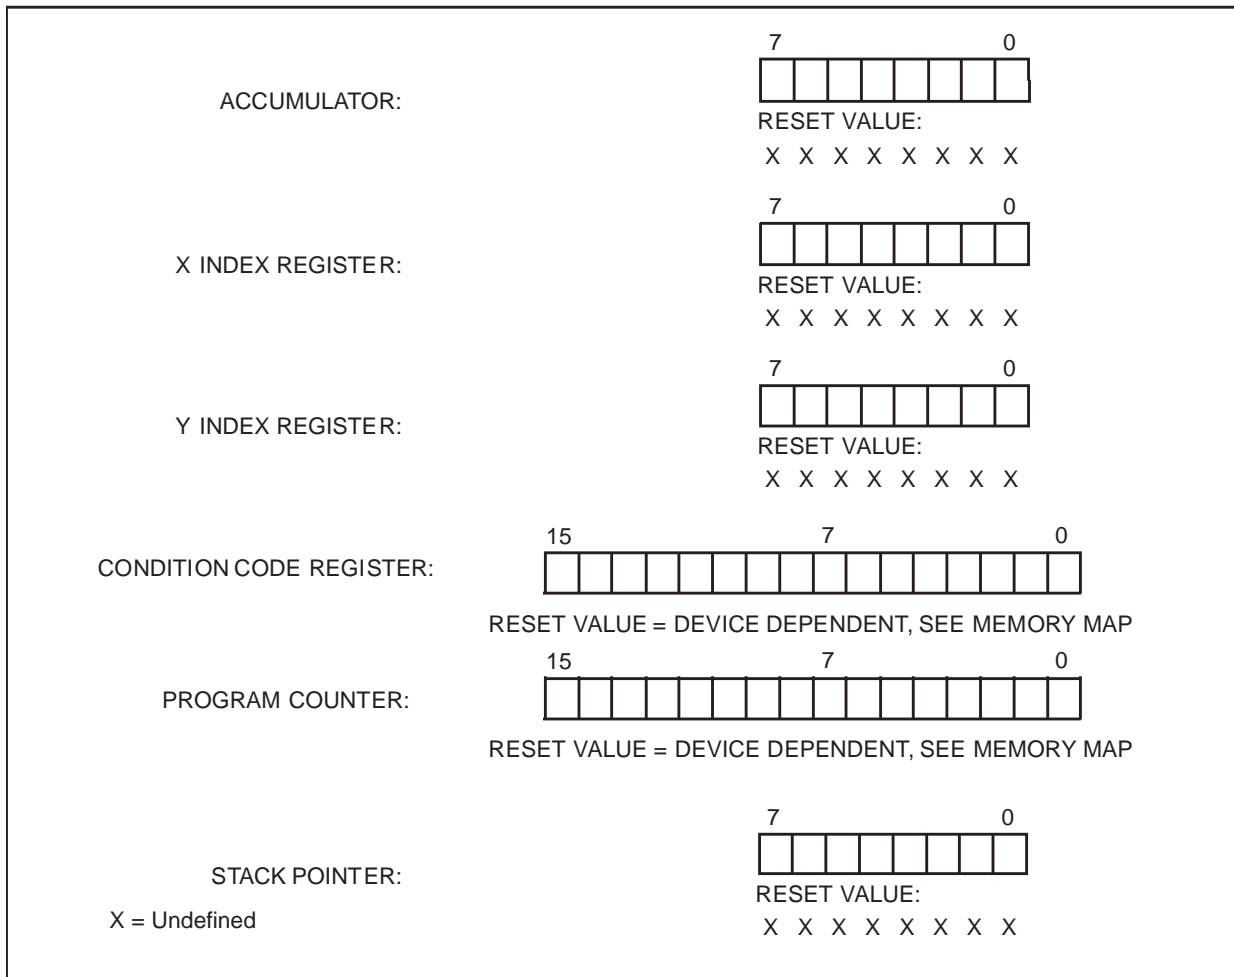 7 0
ACCUMULATOR:
RESET VALUE:
X X X X X X X X
7 0
X INDEX REGISTER:
RESET VALUE:
X X X X X X X X
7 0
Y INDEX REGISTER:
RESET VALUE:
X X X X X X X X
15 7 0
CONDITION CODE REGISTER:
RESET VALUE = DEVICE DEPENDENT, SEE MEMORY MAP
15 7 0
PROGRAM COUNTER:
RESET VALUE = DEVICE DEPENDENT, SEE MEMORY MAP
7 0
STACK POINTER:
RESET VALUE:
X = Undefined
X X X X X X X X